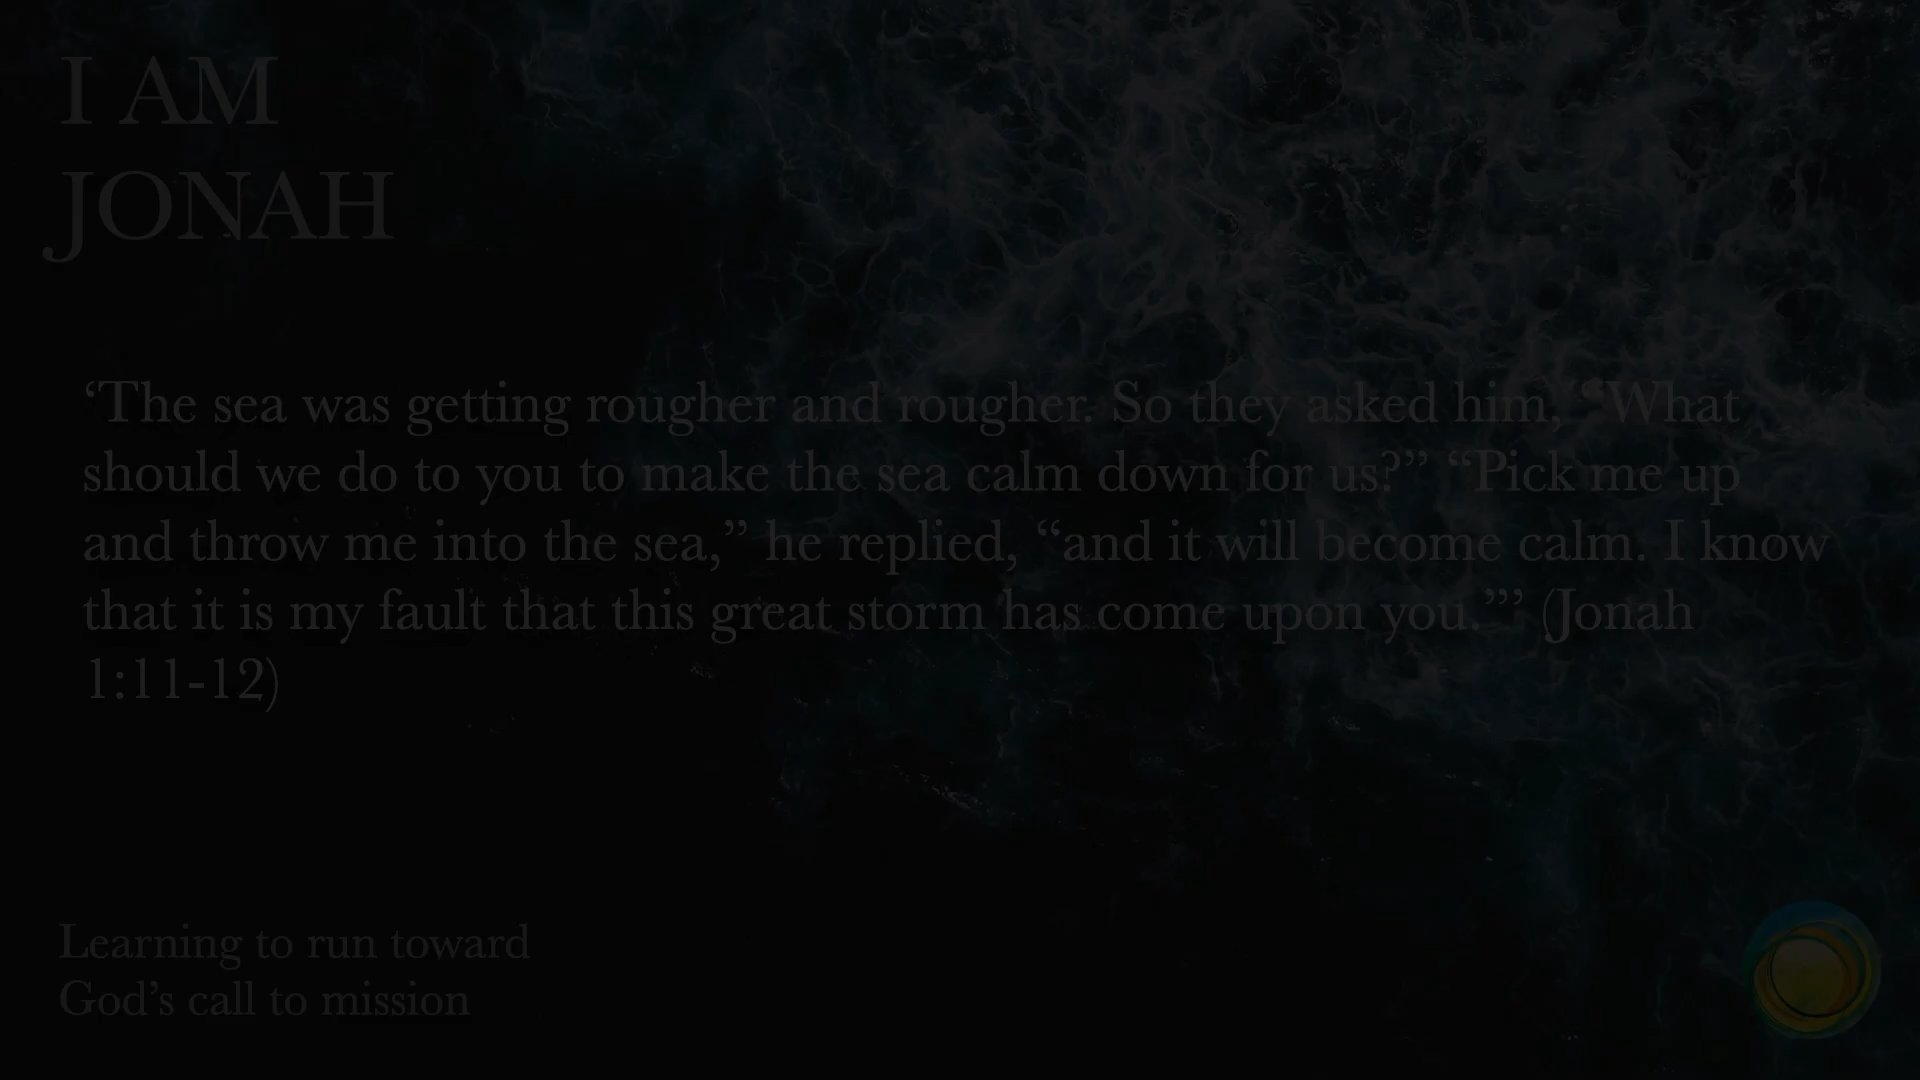 I AM
JONAH
‘The sea was getting rougher and rougher. So they asked him, “What
should we do to you to make the sea calm down for us?” “Pick me up
and throw me into the sea,” he replied, “and it will become calm. I know
that it is my fault that this great storm has come upon you.”’ (Jonah
1:11-12)
Learning to run toward
God’s call to mission